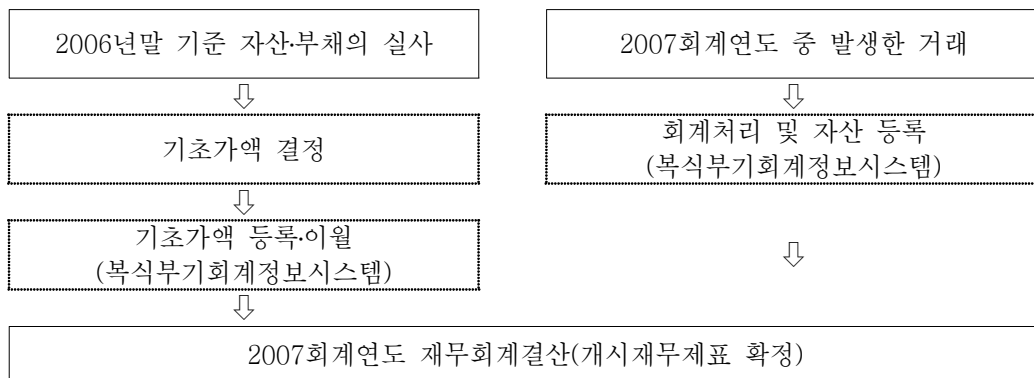 2006년말 기준 자산·부채의 실사
기초가액 결정
기초가액 등록·이월
(복식부기회계정보시스템)
2007회계연도 중 발생한 거래
회계처리 및 자산 등록
(복식부기회계정보시스템)
2007회계연도 재무회계결산(개시재무제표 확정)